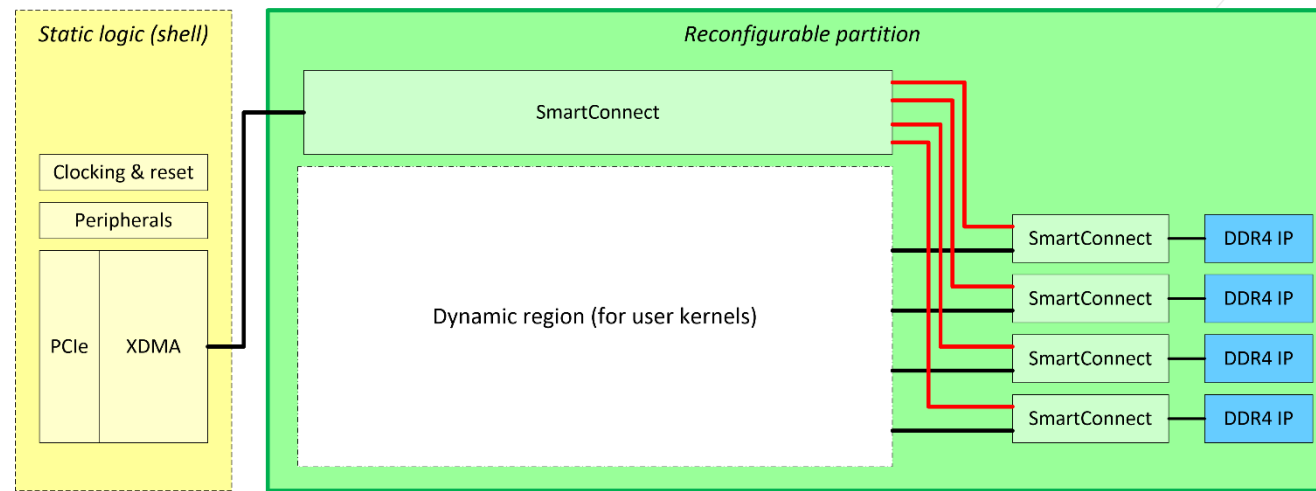 Static logic (shell)
Reconfigurable partition
SmartConnect
Clocking & reset
Peripherals
PCIe
XDMA
Dynamic region (for user kernels)
SmartConnect
DDR4 IP
SmartConnect
DDR4 IP
SmartConnect
DDR4 IP
SmartConnect
DDR4 IP